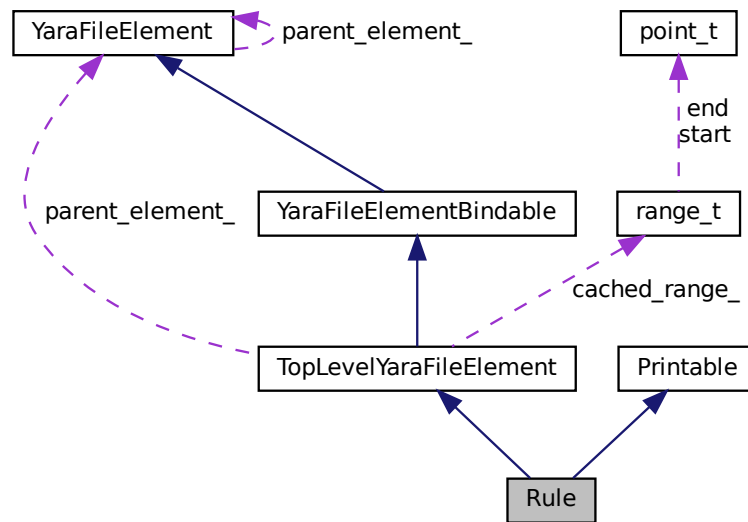 YaraFileElement
parent_element_
point_t
end
start
parent_element_
YaraFileElementBindable
range_t
cached_range_
TopLevelYaraFileElement
Printable
Rule